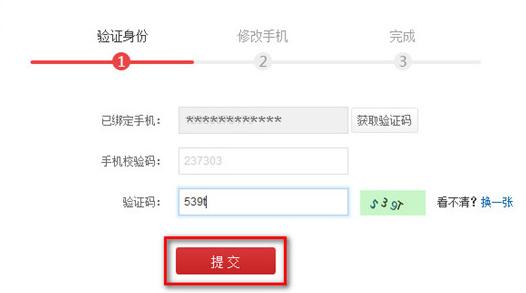 验证身份 修改手机 完成
1 2 3
已绑定手机： ************ 获取验证码
手机校验码： 237303
验证码： 539t 539T 看不清？换一张
提交